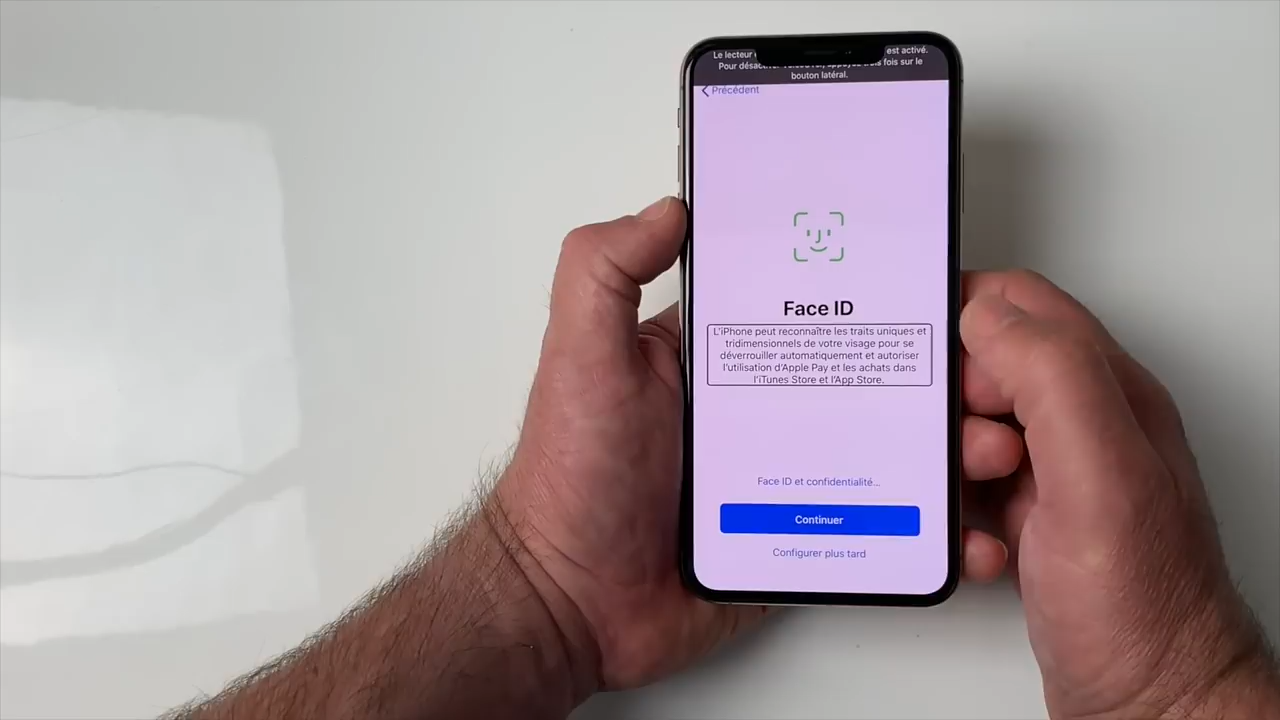 Le lecteur est activé.
Pour désactiver VoiceOver, appuyez trois fois sur le
bouton latéral.
Précédent
Face ID
L'iPhone peut reconnaître les traits uniques et
tridimensionnels de votre visage pour se
déverrouiller automatiquement et autoriser
l'utilisation d'Apple Pay et les achats dans
l'iTunes Store et l'App Store.
Face ID et confidentialité...
Continuer
Configurer plus tard